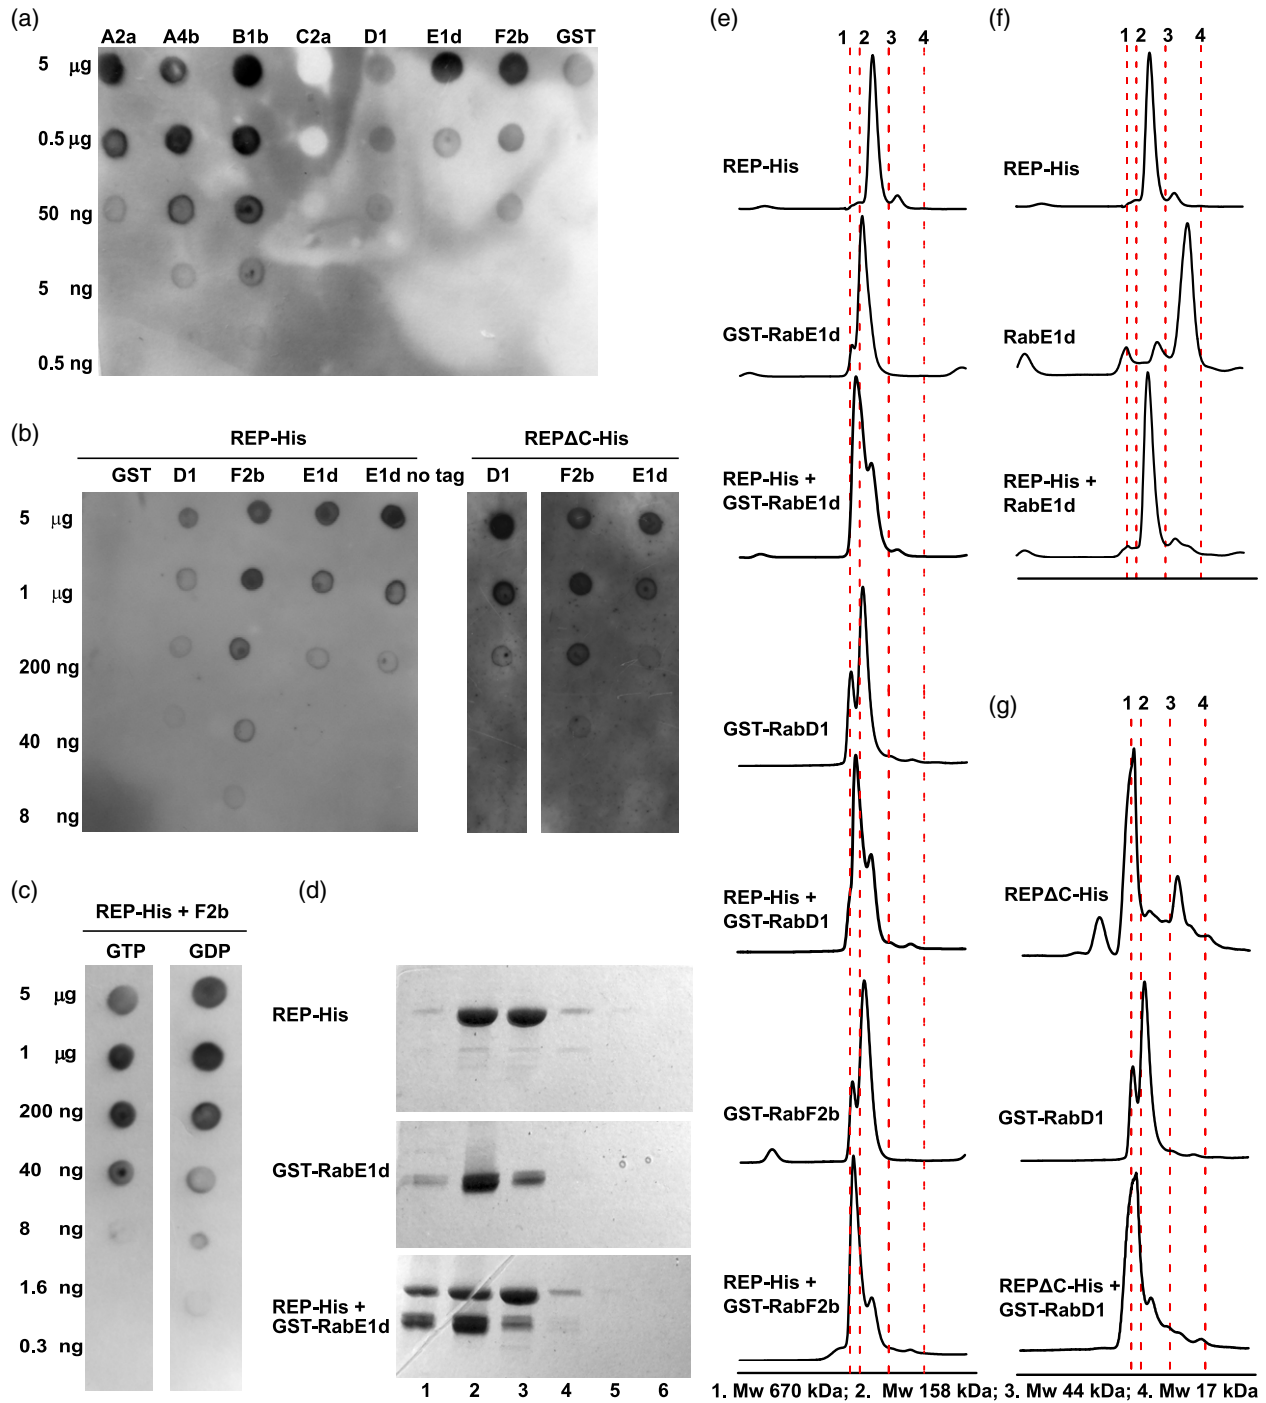 (a)
A2a A4b B1b C2a D1 E1d F2b GST
5 μg
0.5 μg
50 ng
5 ng
0.5 ng
(b)
REP-His REPΔC-His
GST D1 F2b E1d E1d no tag D1 F2b E1d
5 μg
1 μg
200 ng
40 ng
8 ng
(c)
REP-His + F2b
GTP GDP
5 μg
1 μg
200 ng
40 ng
8 ng
1.6 ng
0.3 ng
(d)
REP-His
GST-RabE1d
REP-His +
GST-RabE1d
1 2 3 4 5 6
(e)
1 2 3 4
REP-His
GST-RabE1d
REP-His +
GST-RabE1d
GST-RabD1
REP-His +
GST-RabD1
GST-RabF2b
REP-His +
GST-RabF2b
(f)
1 2 3 4
REP-His
RabE1d
REP-His +
RabE1d
(g)
1 2 3 4
REPΔC-His
GST-RabD1
REPΔC-His +
GST-RabD1
1. Mw 670 kDa; 2. Mw 158 kDa; 3. Mw 44 kDa; 4. Mw 17 kDa